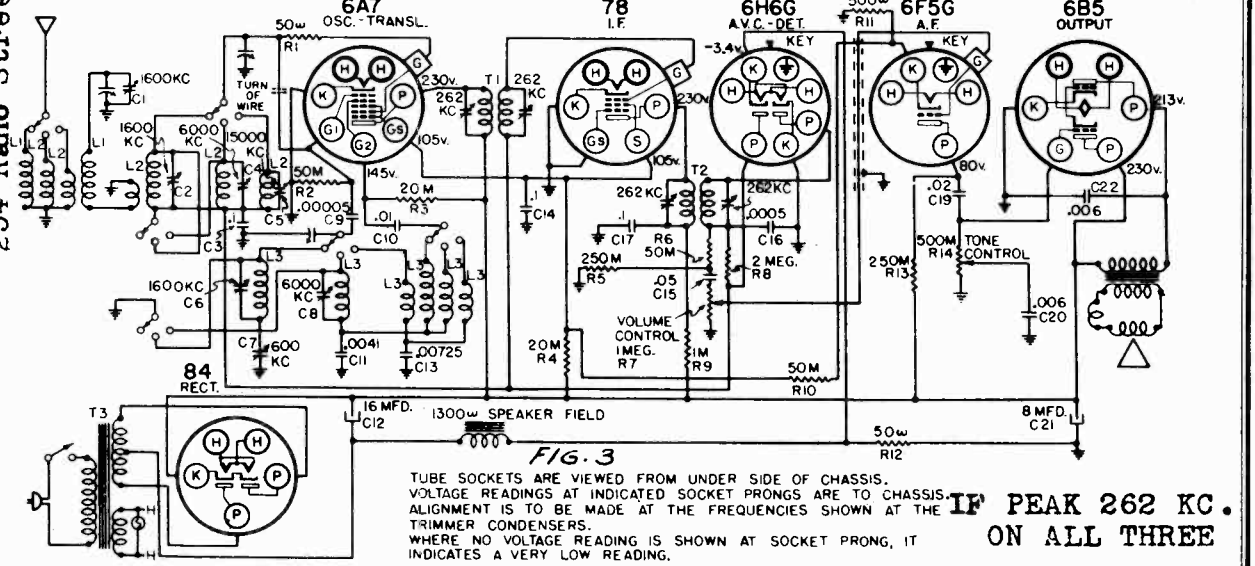 6A7
OSC.-TRANSL.
78
I.F.
6H6G
A.V.C.-DET.
KEY
6F5G
A.F.
KEY
6B5
OUTPUT
50ω
R1
500ω
R11
-3.4v.
1600KC
C1
TURN
OF
WIRE
H H
G
K
P
G1
G2
Gs
230v.
105v.
145v.
T1
262
KC
262
KC
H H
G
K
P
Gs
S
230v.
105v.
K
H
H
P
P
K
K
H
P
80v.
H H
K
P
G
P
213v.
230v.
L1
L2
L2
L1
1600
KC
L2
C2
6000
KC
L2
C4
15000
KC
L2
C5
50M
R2
.00005
C9
.1
C3
20M
R3
.01
C10
.1
C14
262KC
T2
262KC
.1
C17
R6
50M
.0005
C16
250M
R5
.05
C15
2 MEG.
R8
VOLUME
CONTROL
1MEG.
R7
.02
C19
500M
R14
TONE
CONTROL
250M
R13
C22
.006
.006
C20
1600KC
C6
L3
6000
KC
C8
L3
L3
L3
L3
C7
600
KC
.0041
C11
.00725
C13
20M
R4
1M
R9
50M
R10
84
RECT.
T3
H H
K
P
P
H
H
16 MFD.
C12
1300ω SPEAKER FIELD
50ω
R12
8 MFD.
C21
FIG. 3
TUBE SOCKETS ARE VIEWED FROM UNDER SIDE OF CHASSIS.
VOLTAGE READINGS AT INDICATED SOCKET PRONGS ARE TO CHASSIS.
ALIGNMENT IS TO BE MADE AT THE FREQUENCIES SHOWN AT THE
TRIMMER CONDENSERS.
WHERE NO VOLTAGE READING IS SHOWN AT SOCKET PRONG, IT
INDICATES A VERY LOW READING.
IF PEAK 262 KC.
ON ALL THREE